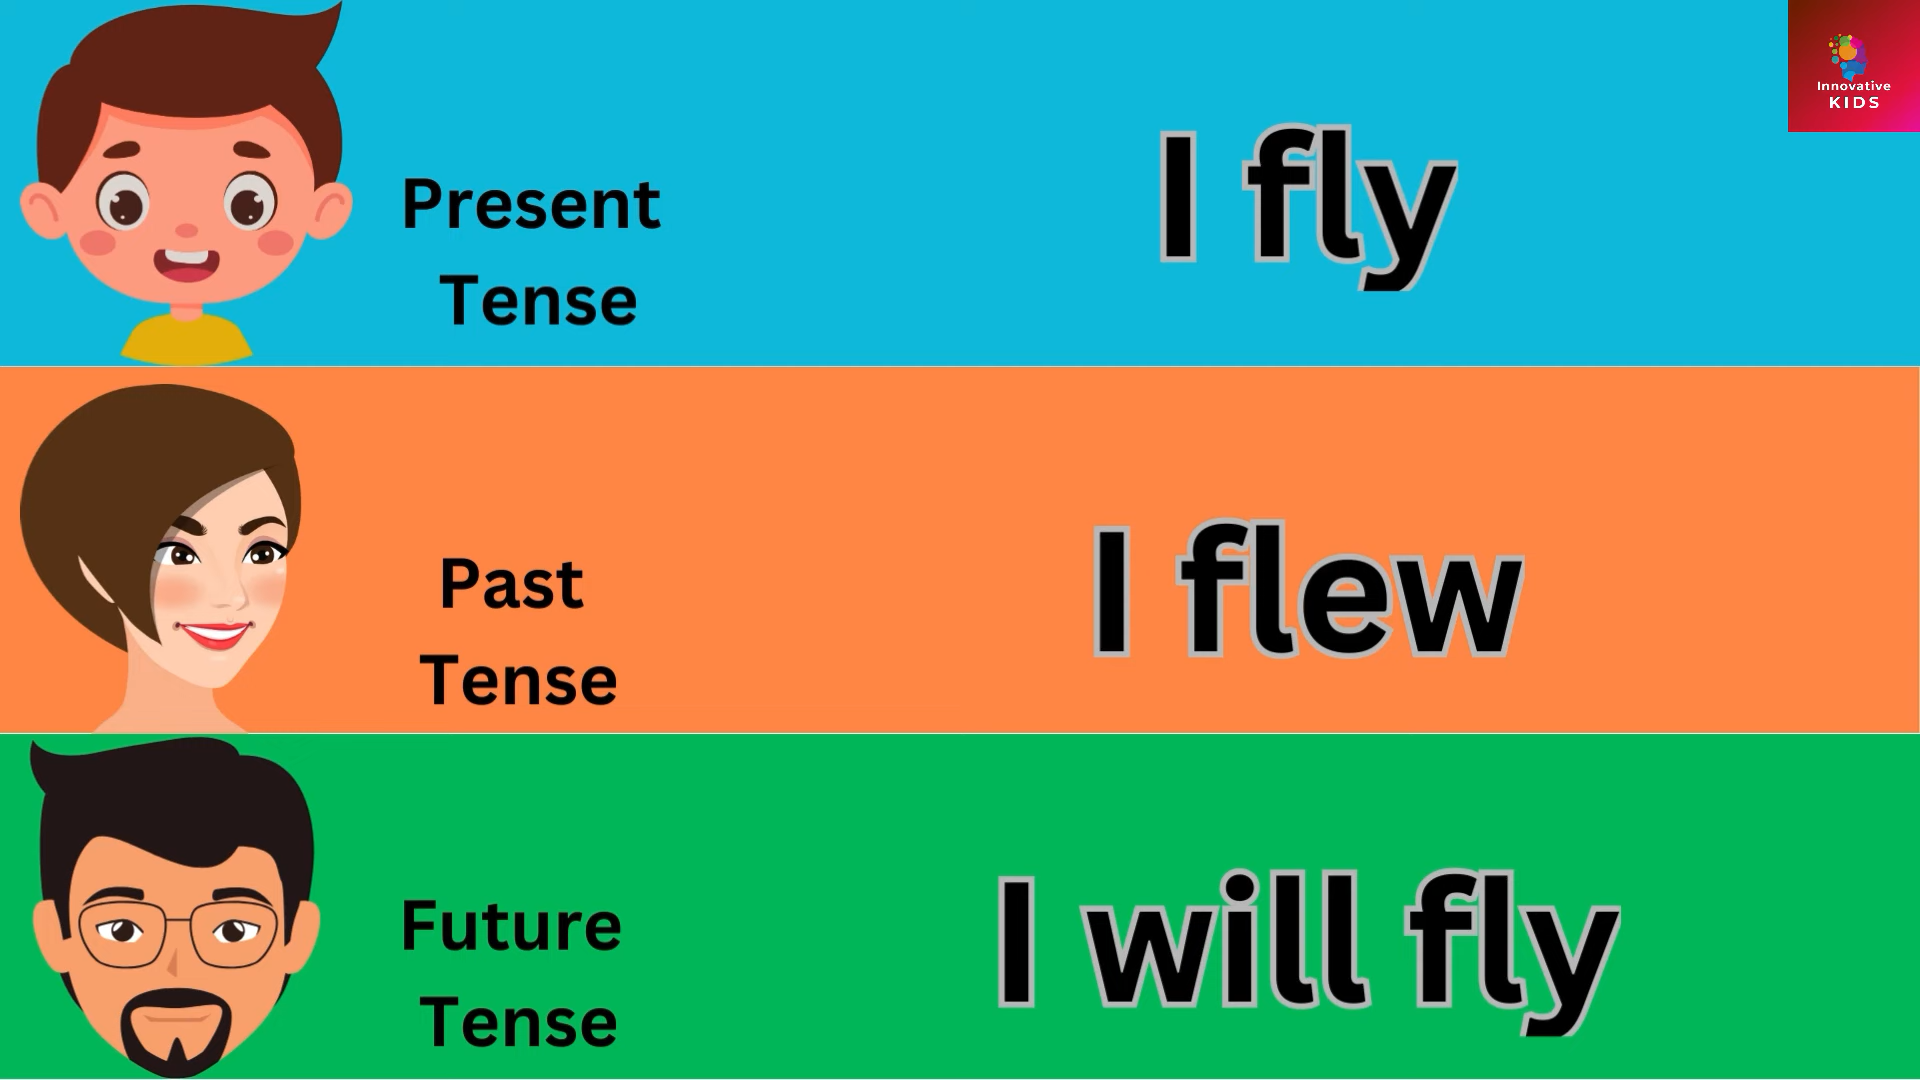 Innovative
KIDS
Present
Tense
I fly
Past
Tense
I flew
Future
Tense
I will fly